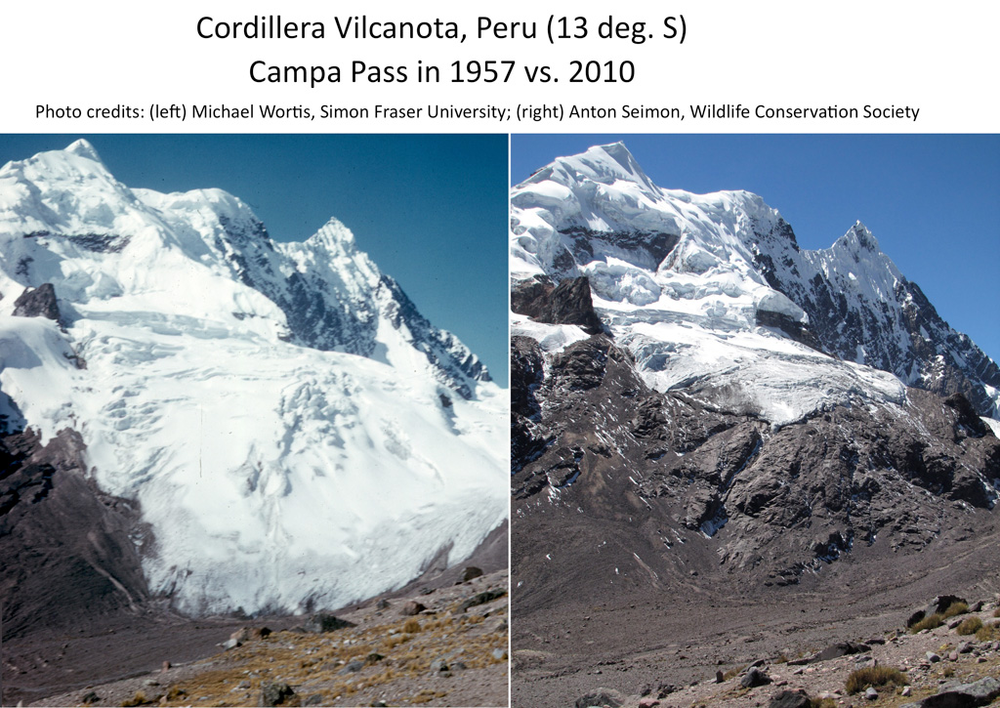 Cordillera Vilcanota, Peru (13 deg. S)
Campa Pass in 1957 vs. 2010
Photo credits: (left) Michael Wortis, Simon Fraser University; (right) Anton Seimon, Wildlife Conservation Society